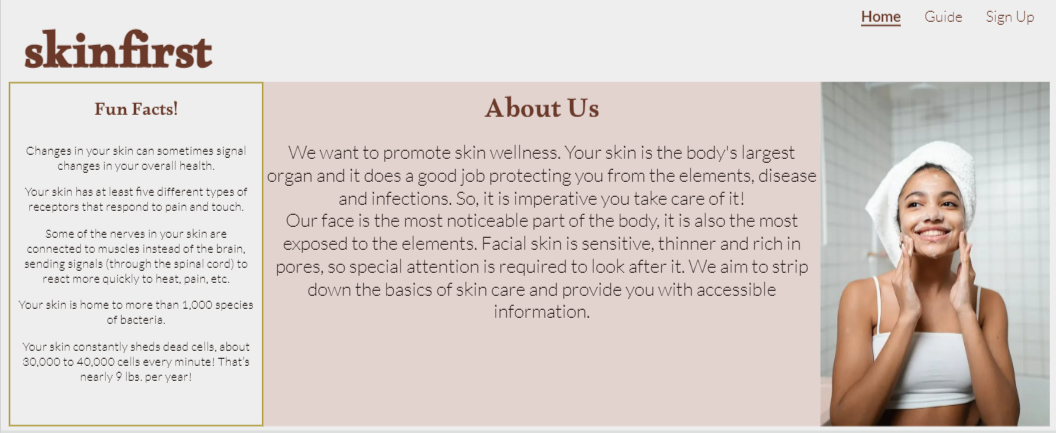 Home Guide Sign Up
skinfirst
Fun Facts!
Changes in your skin can sometimes signal
changes in your overall health.
Your skin has at least five different types of
receptors that respond to pain and touch.
Some of the nerves in your skin are
connected to muscles instead of the brain,
sending signals (through the spinal cord) to
react more quickly to heat, pain, etc.
Your skin is home to more than 1,000 species
of bacteria.
Your skin constantly sheds dead cells, about
30,000 to 40,000 cells every minute! That's
nearly 9 lbs. per year!
About Us
We want to promote skin wellness. Your skin is the body's largest
organ and it does a good job protecting you from the elements, disease
and infections. So, it is imperative you take care of it!
Our face is the most noticeable part of the body, it is also the most
exposed to the elements. Facial skin is sensitive, thinner and rich in
pores, so special attention is required to look after it. We aim to strip
down the basics of skin care and provide you with accessible
information.